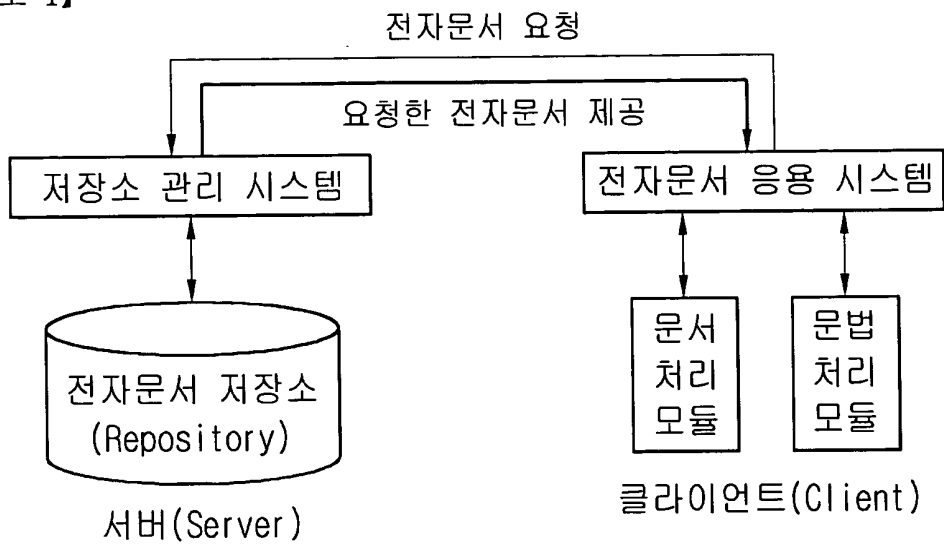 1】
전자문서 요청
요청한 전자문서 제공
저장소 관리 시스템
전자문서 응용 시스템
전자문서 저장소
(Repository)
문서
처리
모듈
문법
처리
모듈
서버(Server)
클라이언트(Client)